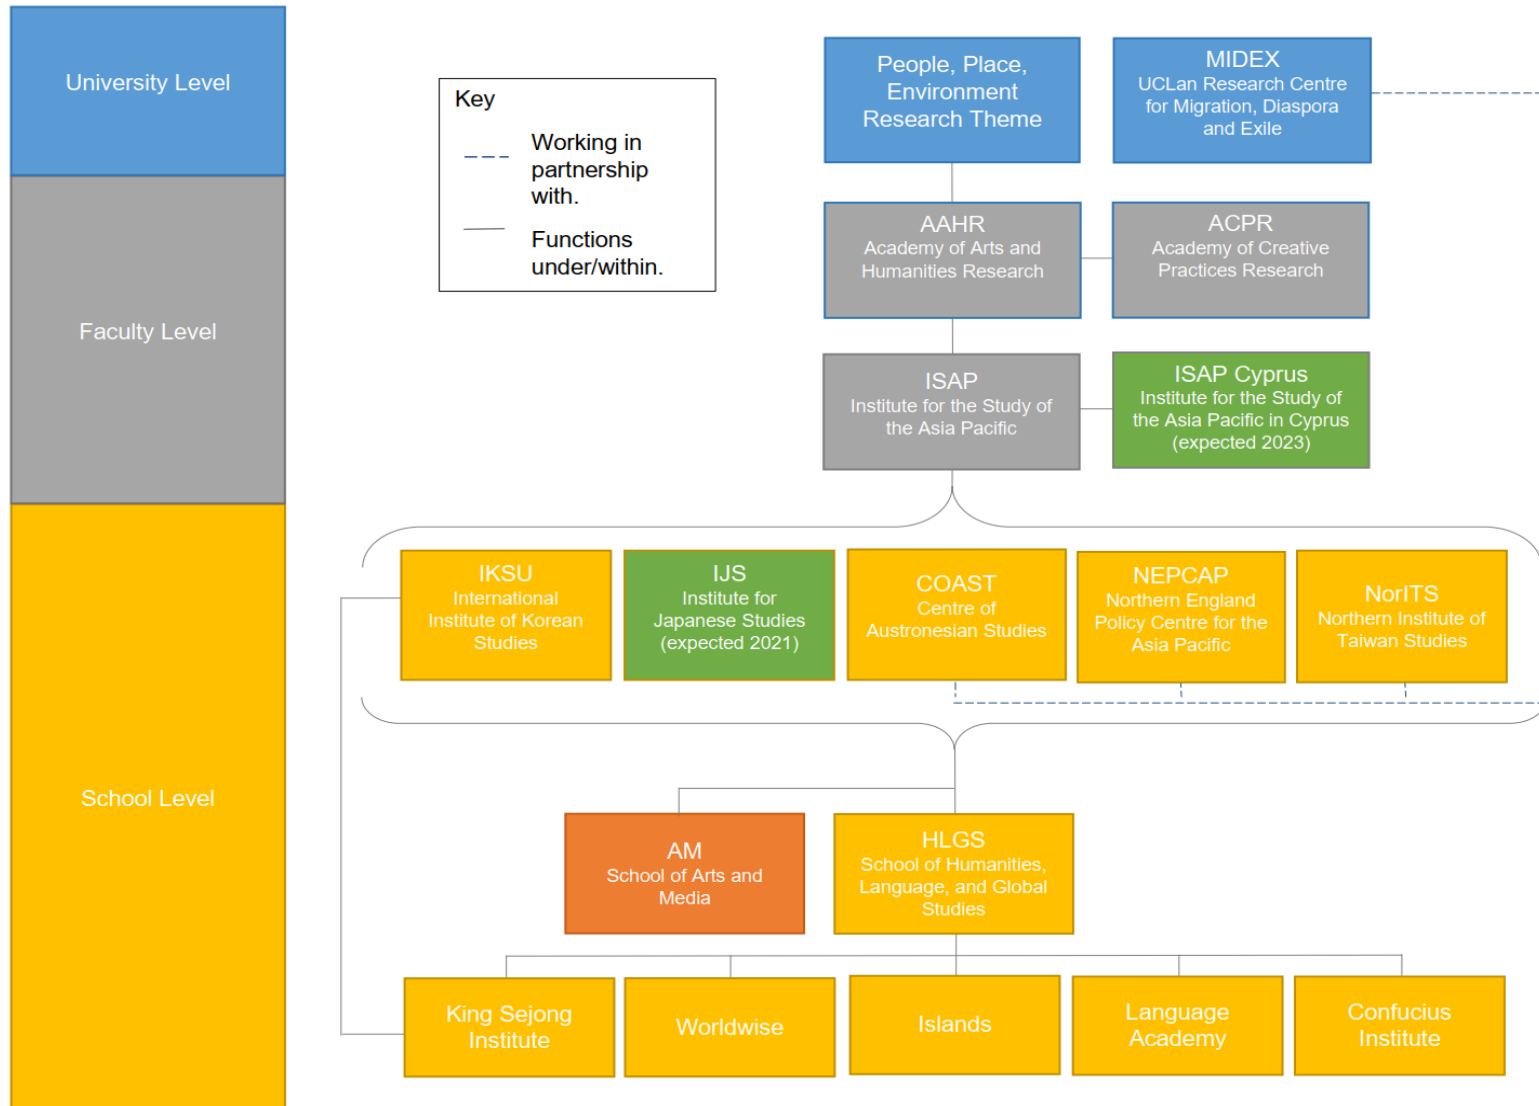 University Level
Key
Working in
partnership
with.
Functions
under/within.
People, Place,
Environment
Research Theme
MIDEX
UCLan Research Centre
for Migration, Diaspora
and Exile
Faculty Level
AAHR
Academy of Arts and
Humanities Research
ACPR
Academy of Creative
Practices Research
ISAP
Institute for the Study of
the Asia Pacific
ISAP Cyprus
Institute for the Study of
the Asia Pacific in Cyprus
(expected 2023)
School Level
IKSU
International
Institute of Korean
Studies
IJS
Institute for
Japanese Studies
(expected 2021)
COAST
Centre of
Austronesian Studies
NEPCAP
Northern England
Policy Centre for the
Asia Pacific
NorITS
Northern Institute of
Taiwan Studies
AM
School of Arts and
Media
HLGS
School of Humanities,
Language, and Global
Studies
King Sejong
Institute
Worldwise
Islands
Language
Academy
Confucius
Institute